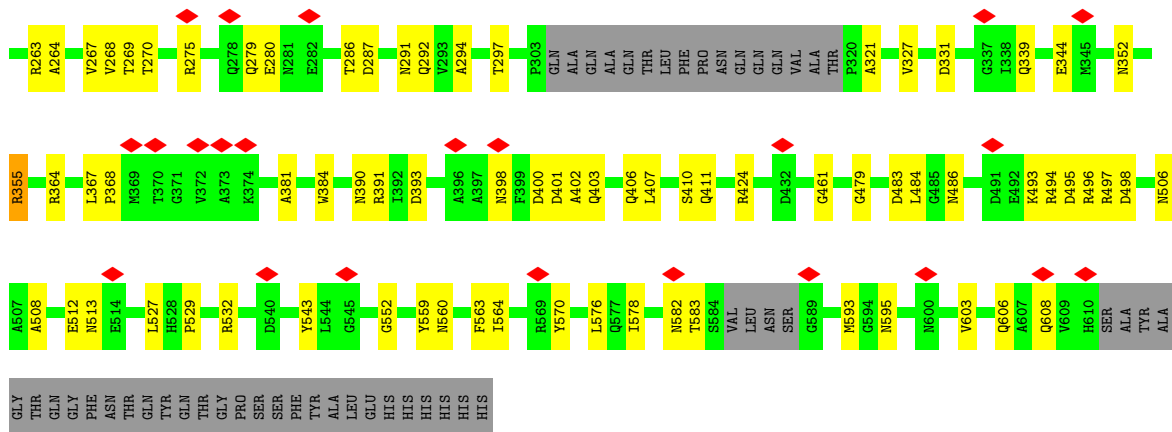 R263 A264 V267 V268 T269 T270 R275 Q278 Q279 E280 N281 E282 T286 D287 N291 Q292 V293 A294 T297 P303 GLN ALA GLN ALA GLN THR LEU PHE PRO ASN GLN GLN GLN VAL ALA THR P320 A321 V327 D331 G337 I338 Q339 E344 M345 N352
R355 R364 L367 P368 M369 T370 G371 V372 A373 K374 A381 W384 N390 R391 I392 D393 A396 A397 N398 F399 D400 D401 A402 Q403 Q406 L407 S410 Q411 R424 D432 G461 G479 D483 L484 G485 N486 D491 E492 K493 R494 D495 R496 R497 D498 N506
A507 A508 E512 N513 E514 L527 H528 P529 R532 D540 Y543 L544 G545 G552 Y559 N560 F563 I564 R569 Y570 L576 Q577 I578 N582 T583 S584 VAL LEU ASN SER G589 M593 G594 N595 N600 V603 Q606 A607 Q608 V609 H610 SER ALA TYR ALA
GLY THR GLN GLY PHE ASN THR GLN TYR GLN THR GLY PRO SER SER PHE TYR ALA LEU GLU HIS HIS HIS HIS HIS HIS